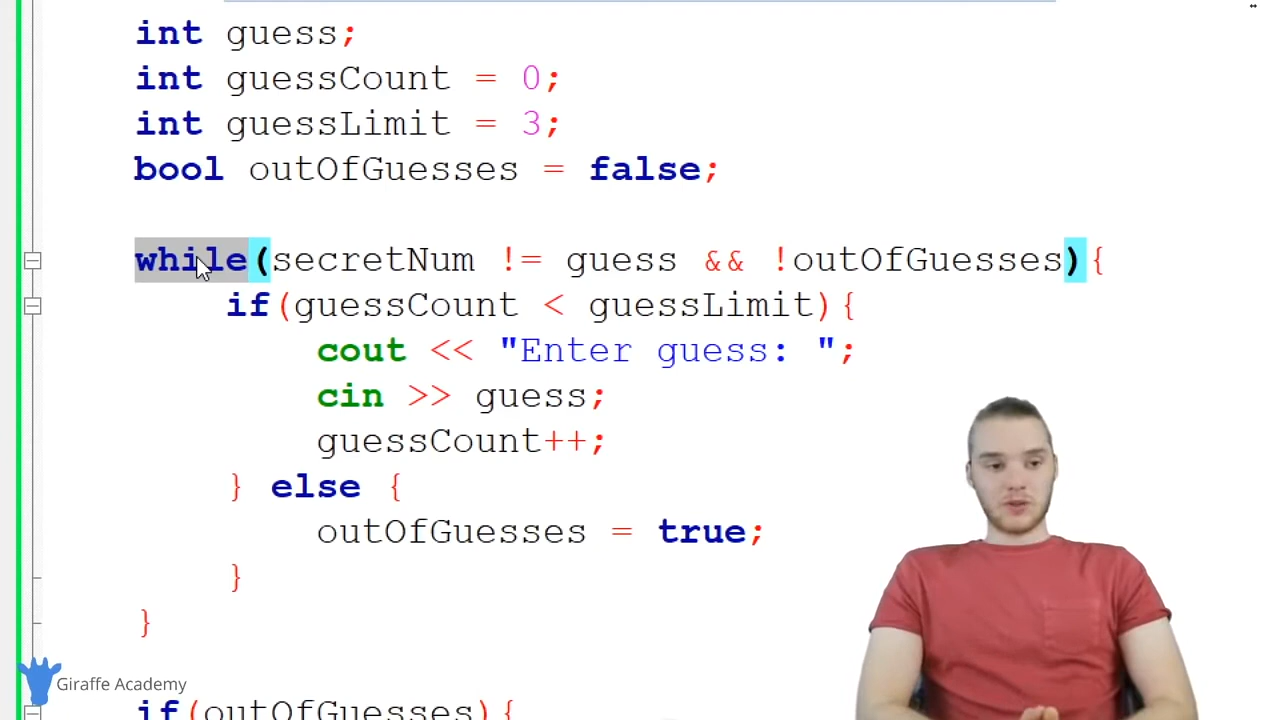 int guess;
int guessCount = 0;
int guessLimit = 3;
bool outOfGuesses = false;
while(secretNum != guess && !outOfGuesses){
if(guessCount < guessLimit){
cout << "Enter guess: ";
cin >> guess;
guessCount++;
} else {
outOfGuesses = true;
}
}
if(outOfGuesses){
Giraffe Academy